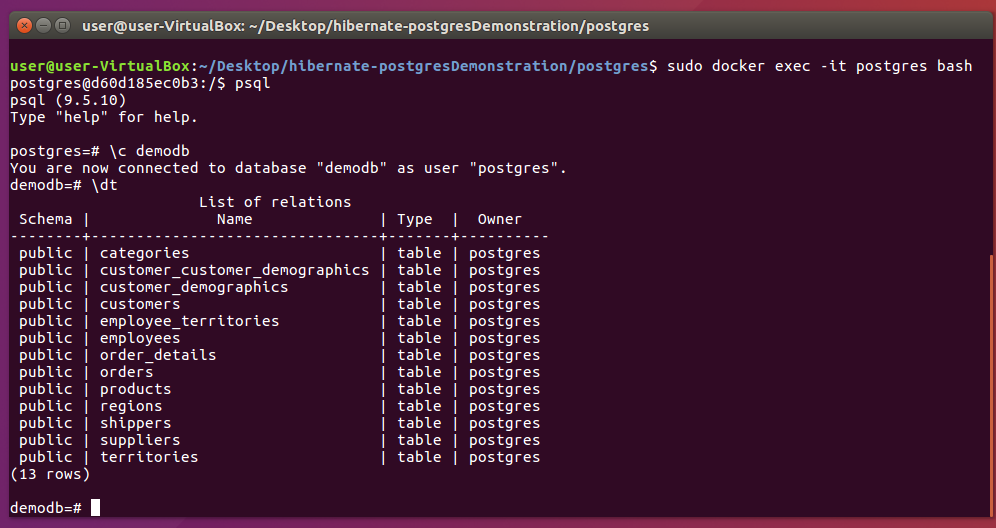 user@user-VirtualBox: ~/Desktop/hibernate-postgresDemonstration/postgres
user@user-VirtualBox:~/Desktop/hibernate-postgresDemonstration/postgres$ sudo docker exec -it postgres bash
postgres@d60d185ec0b3:/$ psql
psql (9.5.10)
Type "help" for help.

postgres=# \c demodb
You are now connected to database "demodb" as user "postgres".
demodb=# \dt
                     List of relations
 Schema |              Name              | Type  |  Owner
--------+--------------------------------+-------+----------
 public | categories                     | table | postgres
 public | customer_customer_demographics | table | postgres
 public | customer_demographics          | table | postgres
 public | customers                      | table | postgres
 public | employee_territories           | table | postgres
 public | employees                      | table | postgres
 public | order_details                  | table | postgres
 public | orders                         | table | postgres
 public | products                       | table | postgres
 public | regions                        | table | postgres
 public | shippers                       | table | postgres
 public | suppliers                      | table | postgres
 public | territories                    | table | postgres
(13 rows)

demodb=#